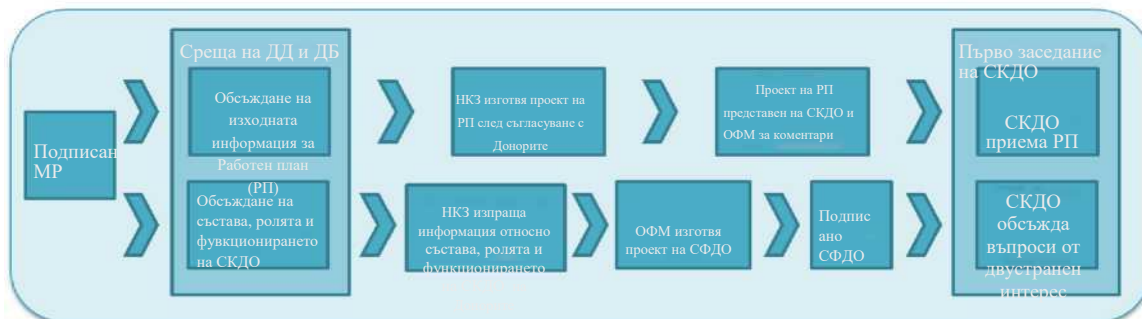 Подписан
МР
Среща на ДД и ДБ
Обсъждане на
изходната
информация за
Работен план
(РП)
НКЗ изготвя проект на
РП след съгласуване с
Донорите
Проект на РП
представен на СКДО и
ОФМ за коментари
Първо заседание
на СКДО
СКДО
приема РП
Обсъждане на
състава, ролята и
фувкционирането
на СКДО
НКЗ изпраща
информация относно
състава, ролята и
функционирането
ОФМ изготвя
проект на СФДО
Подпис
ано
СФДО
СКДО
обсъжда
въпроси от
двустранен
интерес